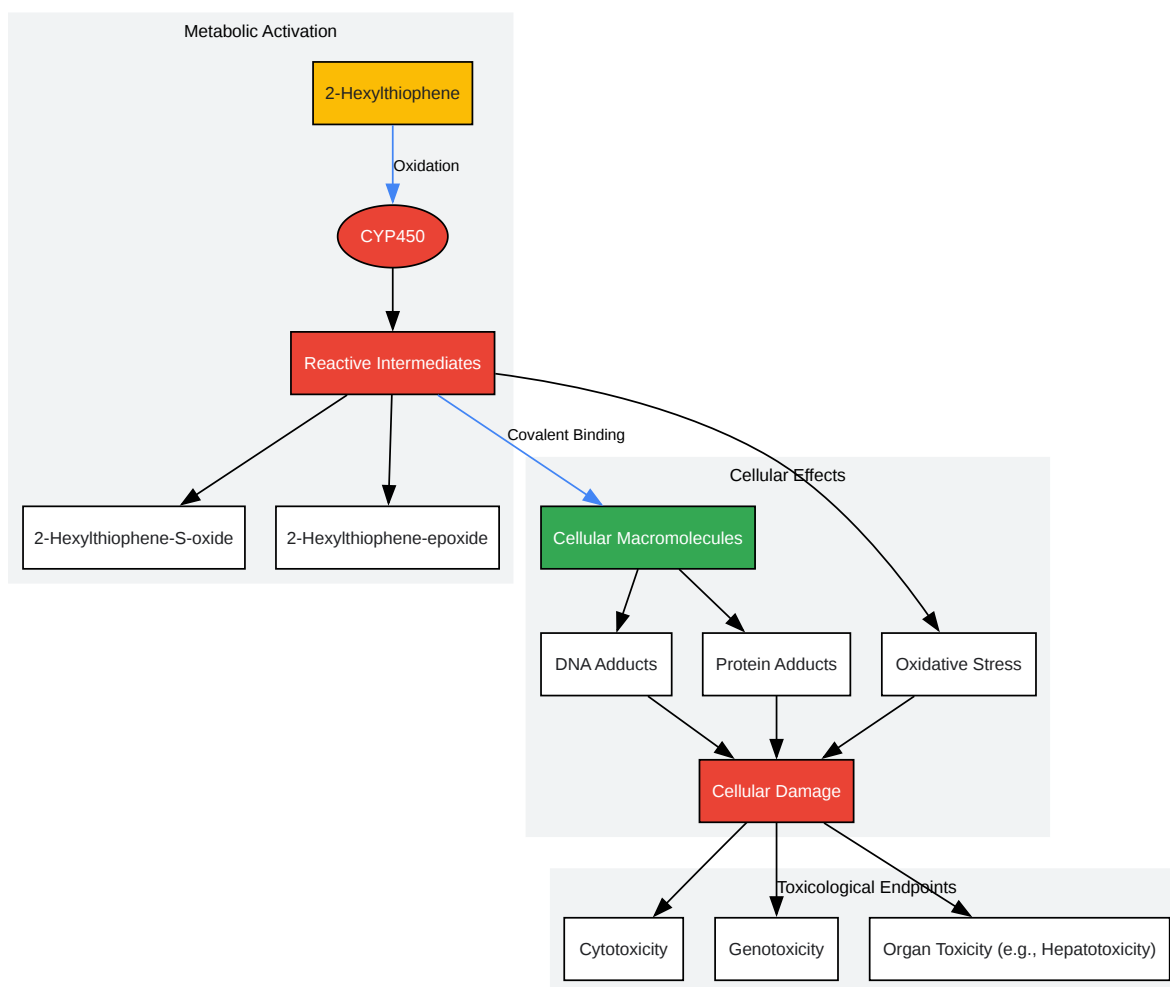 Metabolic Activation
2-Hexylthiophene
Oxidation
CYP450
Reactive Intermediates
Covalent Binding
Cellular Effects
2-Hexylthiophene-S-oxide
2-Hexylthiophene-epoxide
Cellular Macromolecules
DNA Adducts
Protein Adducts
Oxidative Stress
Cellular Damage
Toxicological Endpoints
Cytotoxicity
Genotoxicity
Organ Toxicity (e.g., Hepatotoxicity)